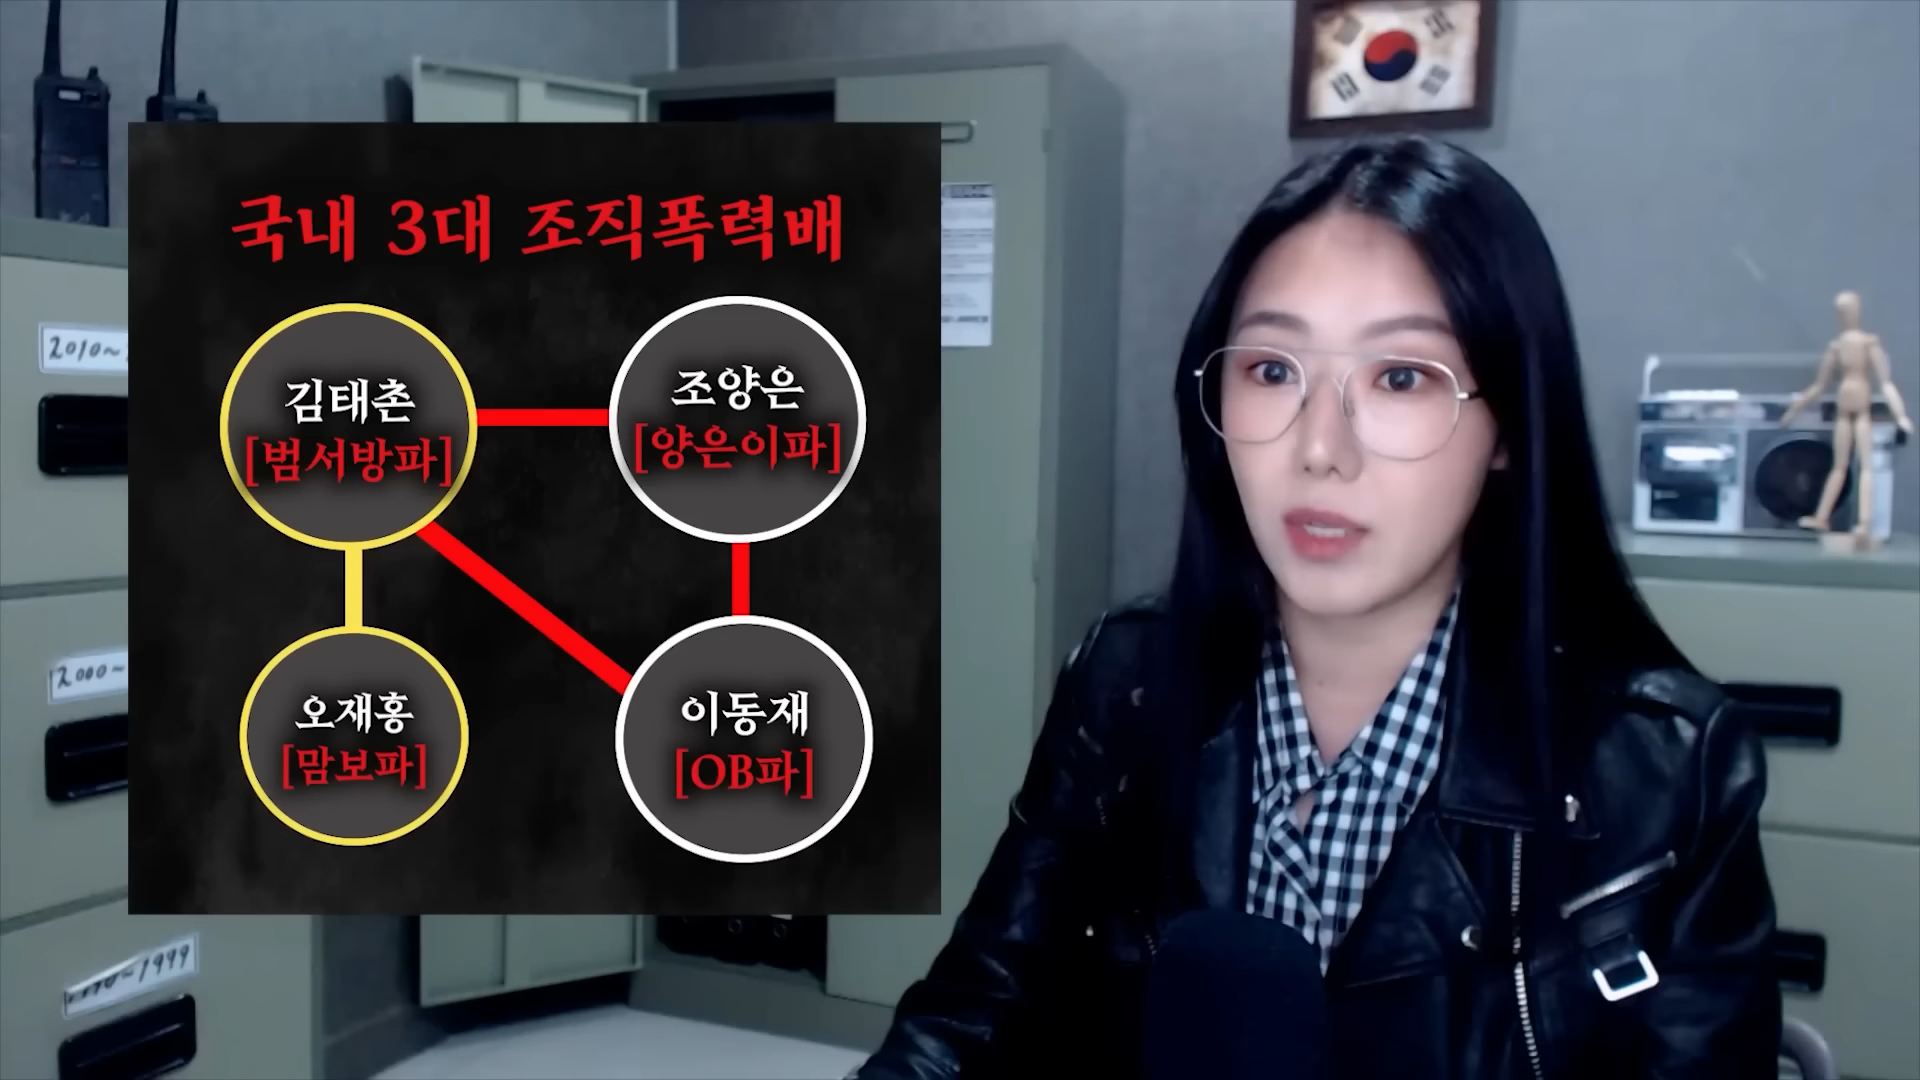 국내 3대 조직폭력배
김태촌
[범서방파]
조양은
[양은이파]
오재홍
[맘보파]
이동재
[OB파]
2010~
2000~
~1999